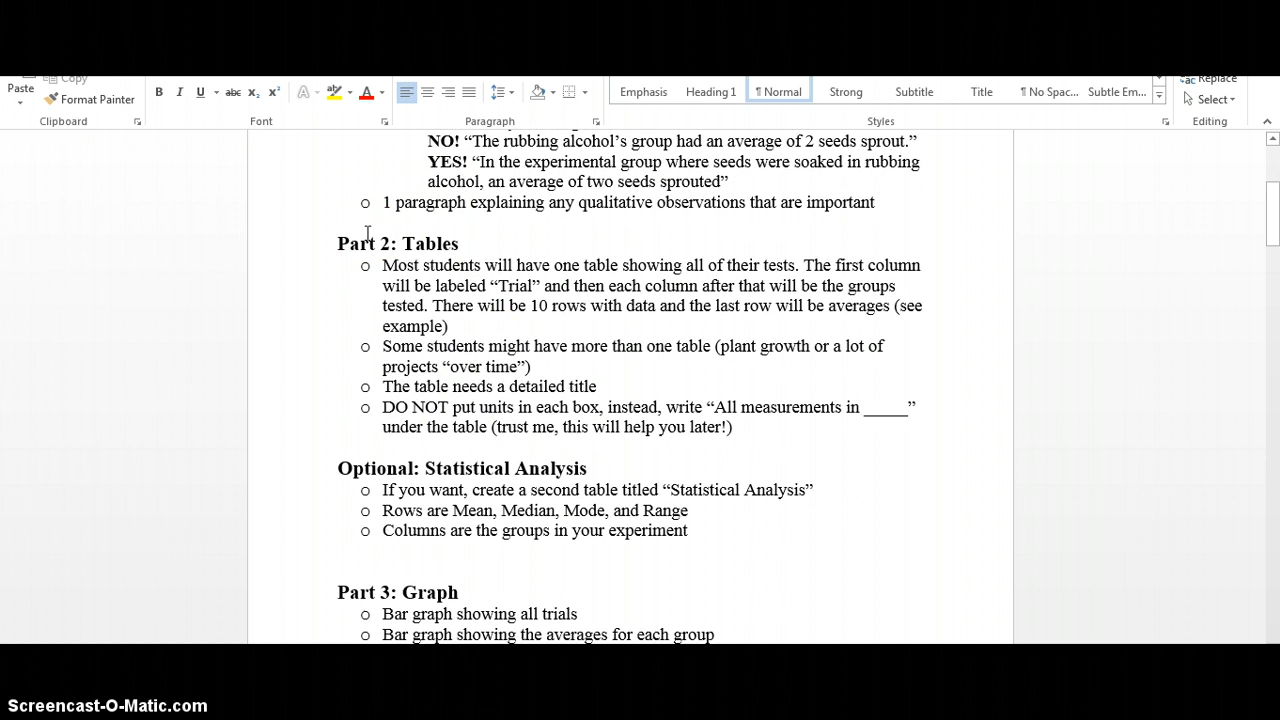 Copy
Replace
Paste
Format Painter
B I U abc x₂ x² A ab A
Emphasis Heading 1 ¶ Normal Strong Subtitle Title ¶ No Spac... Subtle Em...
Select
Clipboard Font Paragraph Styles Editing
NO! “The rubbing alcohol’s group had an average of 2 seeds sprout.”
YES! “In the experimental group where seeds were soaked in rubbing
alcohol, an average of two seeds sprouted”
o 1 paragraph explaining any qualitative observations that are important
Part 2: Tables
o Most students will have one table showing all of their tests. The first column
will be labeled “Trial” and then each column after that will be the groups
tested. There will be 10 rows with data and the last row will be averages (see
example)
o Some students might have more than one table (plant growth or a lot of
projects “over time”)
o The table needs a detailed title
o DO NOT put units in each box, instead, write “All measurements in _____”
under the table (trust me, this will help you later!)
Optional: Statistical Analysis
o If you want, create a second table titled “Statistical Analysis”
o Rows are Mean, Median, Mode, and Range
o Columns are the groups in your experiment
Part 3: Graph
o Bar graph showing all trials
o Bar graph showing the averages for each group
Screencast-O-Matic.com